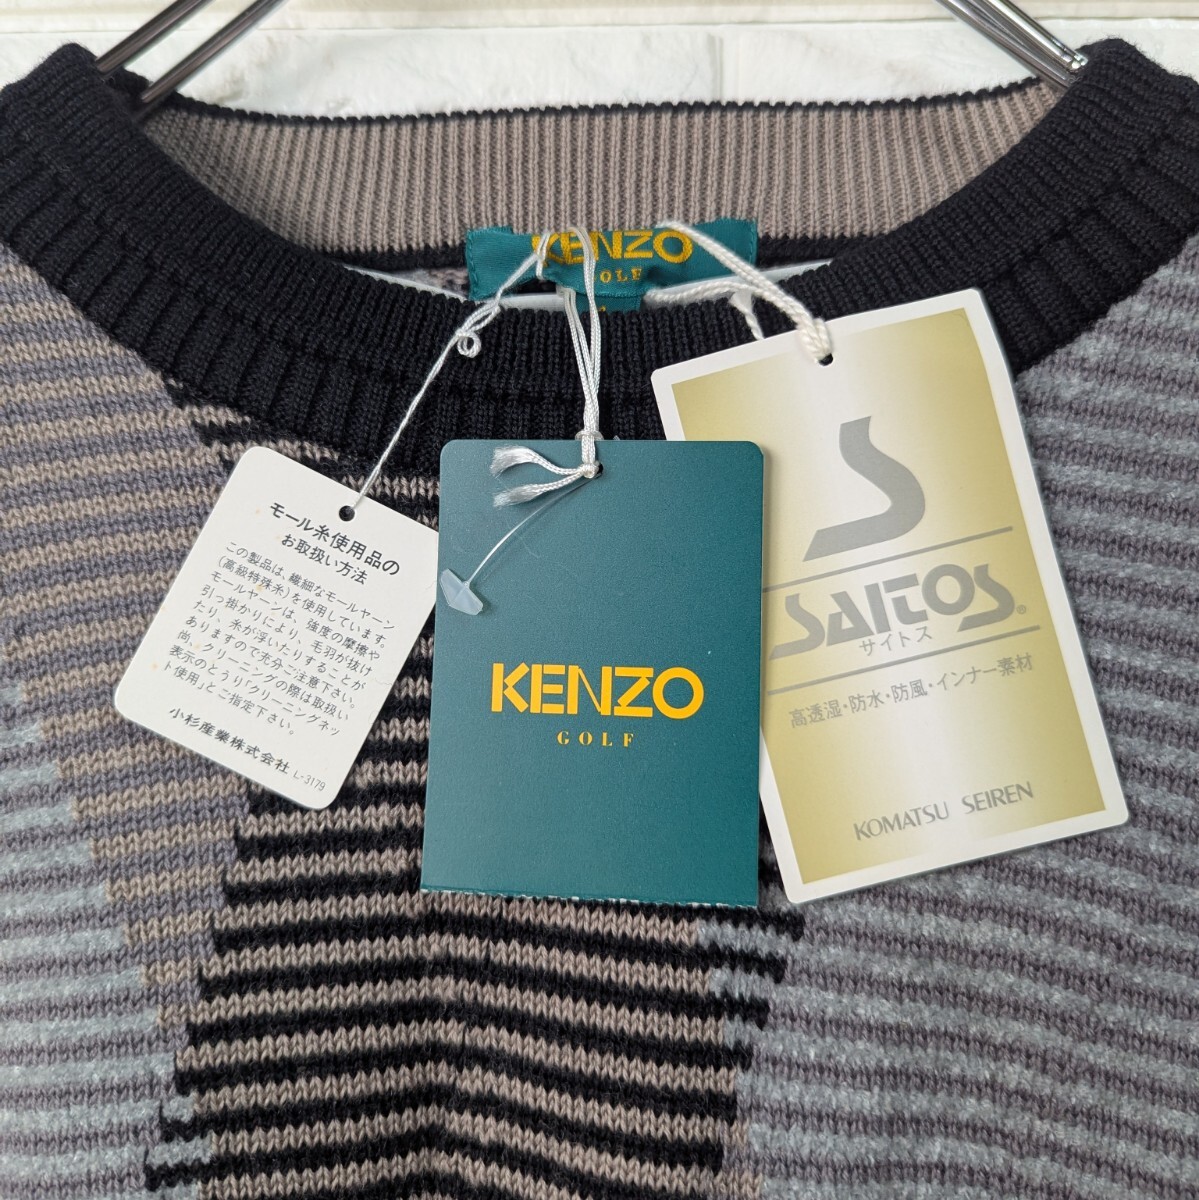 KENZO
モール糸使用品の
お取扱い方法
この製品は、繊細なモールヤーン
(高級特殊糸)を使用しています。
モールヤーンは、強度の摩擦や
引っ掛かりにより、毛羽が抜け
たり、糸が浮いたりすることが
ありますので充分ご注意下さい。
尚、クリーニングの際は取扱い
表示のとうり「クリーニングネッ
ト使用」とご指定下さい。
小杉産業株式会社 L-3179
KENZO
GOLF
S
SAITOS®
サイトス
高透湿・防水・防風・インナー素材
KOMATSU SEIREN